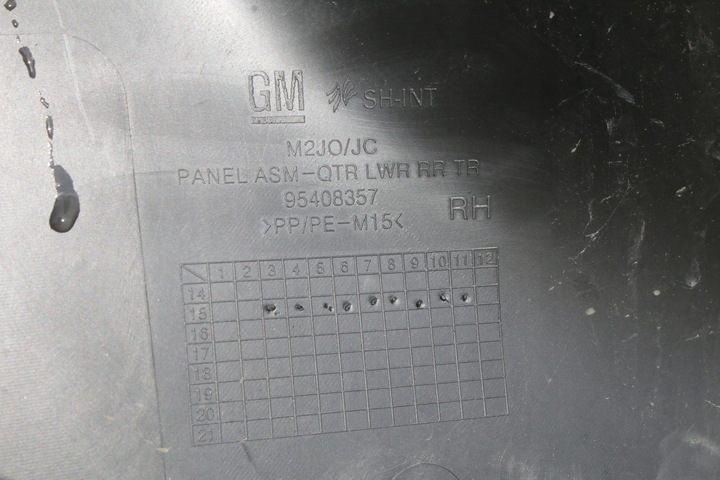 GM SH-INT
M2JO/JC
PANEL ASM-QTR LWR RR TR
95408357
>PP/PE-M15< RH
1 2 3 4 5 6 7 8 9 10 11 12
14
15
16
17
18
19
20
21